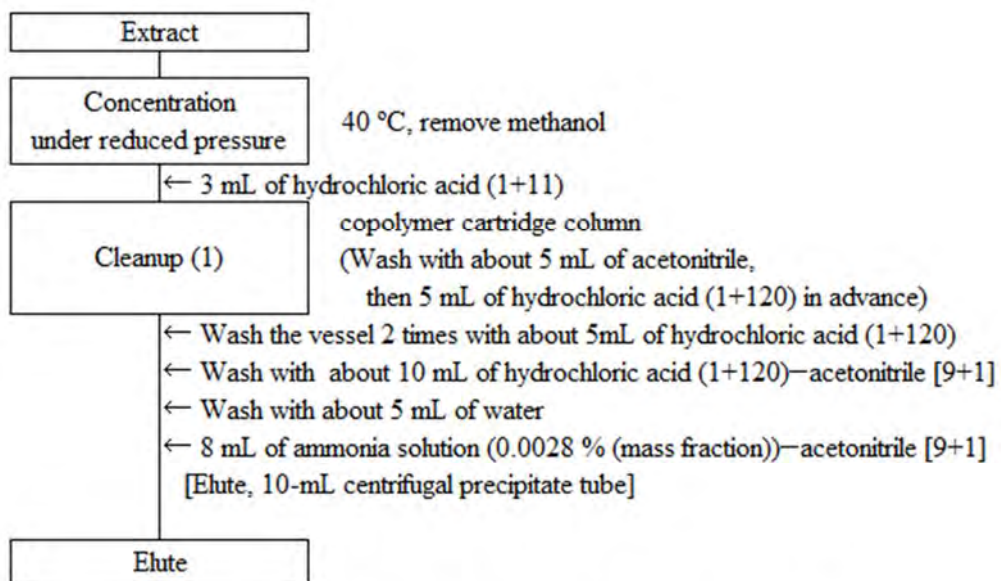 Extract
Concentration
under reduced pressure
40 °C, remove methanol
← 3 mL of hydrochloric acid (1+11)
Cleanup (1)
copolymer cartridge column
(Wash with about 5 mL of acetonitrile,
then 5 mL of hydrochloric acid (1+120) in advance)
← Wash the vessel 2 times with about 5mL of hydrochloric acid (1+120)
← Wash with about 10 mL of hydrochloric acid (1+120)−acetonitrile [9+1]
← Wash with about 5 mL of water
← 8 mL of ammonia solution (0.0028 % (mass fraction))−acetonitrile [9+1]
[Elute, 10-mL centrifugal precipitate tube]
Elute